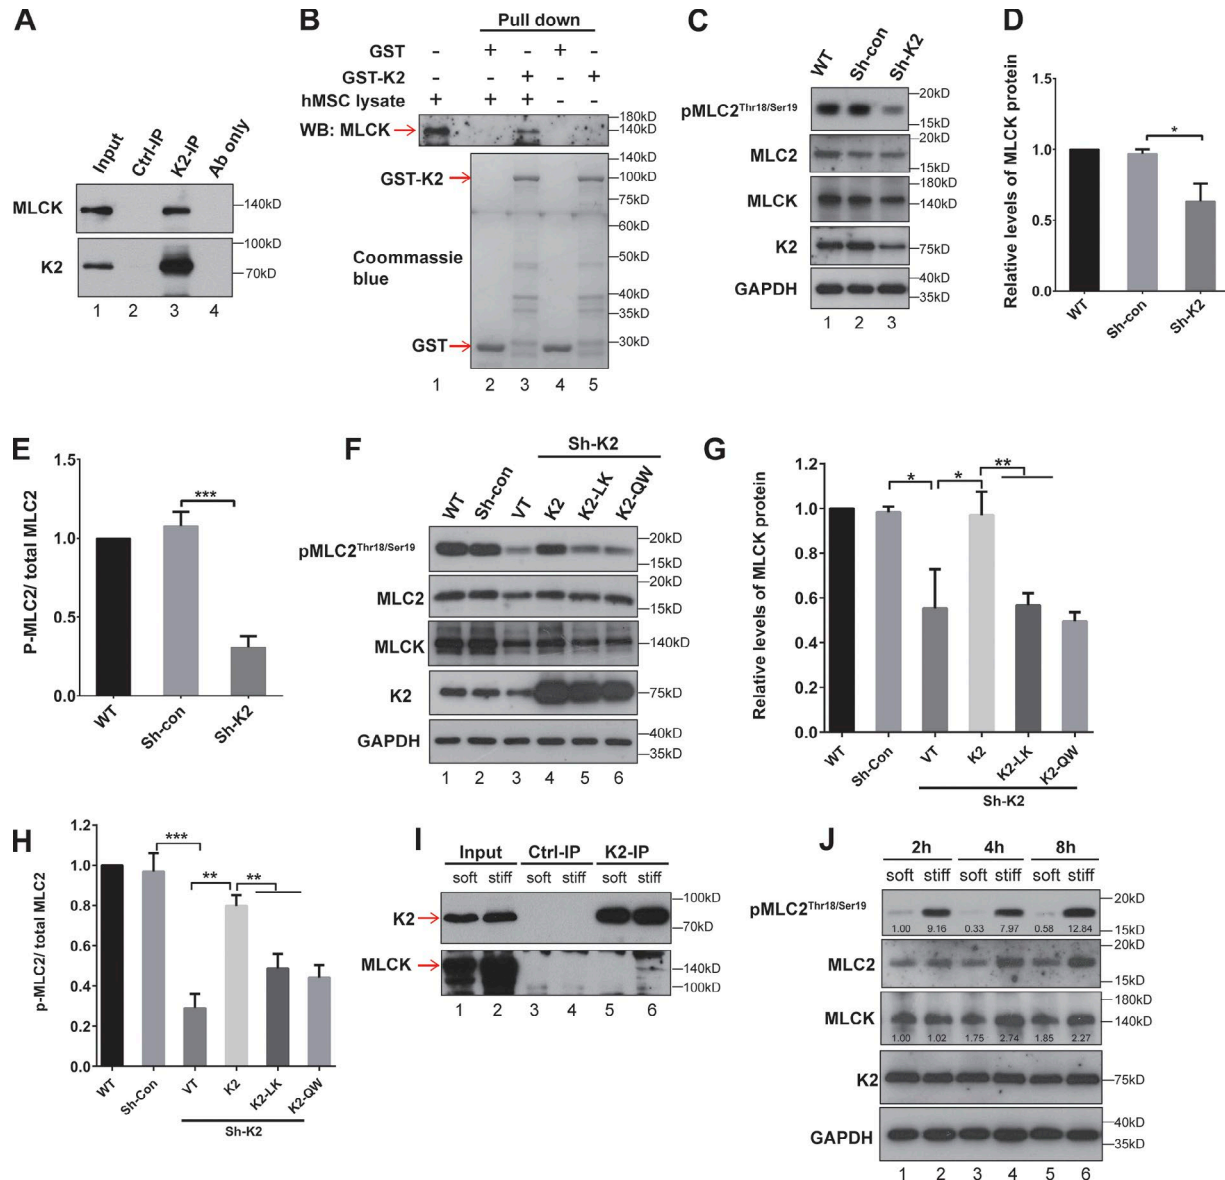 A
Input
Ctrl-IP
K2-IP
Ab only
MLCK
140kD
K2
100kD
70kD
1 2 3 4
B
Pull down
GST - + - + -
GST-K2 - - + - +
hMSC lysate + + + - -
WB: MLCK
180kD
140kD
GST-K2
140kD
100kD
75kD
60kD
50kD
40kD
35kD
30kD
Coommassie
blue
GST
1 2 3 4 5
C
WT
Sh-con
Sh-K2
pMLC2Thr18/Ser19
20kD
15kD
MLC2
20kD
15kD
MLCK
180kD
140kD
K2
75kD
GAPDH
40kD
35kD
1 2 3
D
Relative levels of MLCK protein
1.5
1.0
0.5
0.0
*
WT
Sh-con
Sh-K2
E
P-MLC2/ total MLC2
1.5
1.0
0.5
0.0
***
WT
Sh-con
Sh-K2
F
Sh-K2
WT
Sh-con
VT
K2
K2-LK
K2-QW
pMLC2Thr18/Ser19
20kD
15kD
MLC2
20kD
15kD
MLCK
140kD
K2
75kD
GAPDH
40kD
35kD
1 2 3 4 5 6
G
Relative levels of MLCK protein
1.2
1.0
0.8
0.6
0.4
0.2
0.0
* * **
WT
Sh-Con
VT
K2
K2-LK
K2-QW
Sh-K2
H
p-MLC2/ total MLC2
1.2
1.0
0.8
0.6
0.4
0.2
0.0
*** ** **
WT
Sh-Con
VT
K2
K2-LK
K2-QW
Sh-K2
I
Input Ctrl-IP K2-IP
soft stiff soft stiff soft stiff
K2
100kD
70kD
MLCK
140kD
100kD
1 2 3 4 5 6
J
2h 4h 8h
soft stiff soft stiff soft stiff
pMLC2Thr18/Ser19
20kD
15kD
1.00 9.16 0.33 7.97 0.58 12.84
MLC2
20kD
15kD
MLCK
180kD
140kD
1.00 1.02 1.75 2.74 1.85 2.27
K2
75kD
GAPDH
40kD
35kD
1 2 3 4 5 6